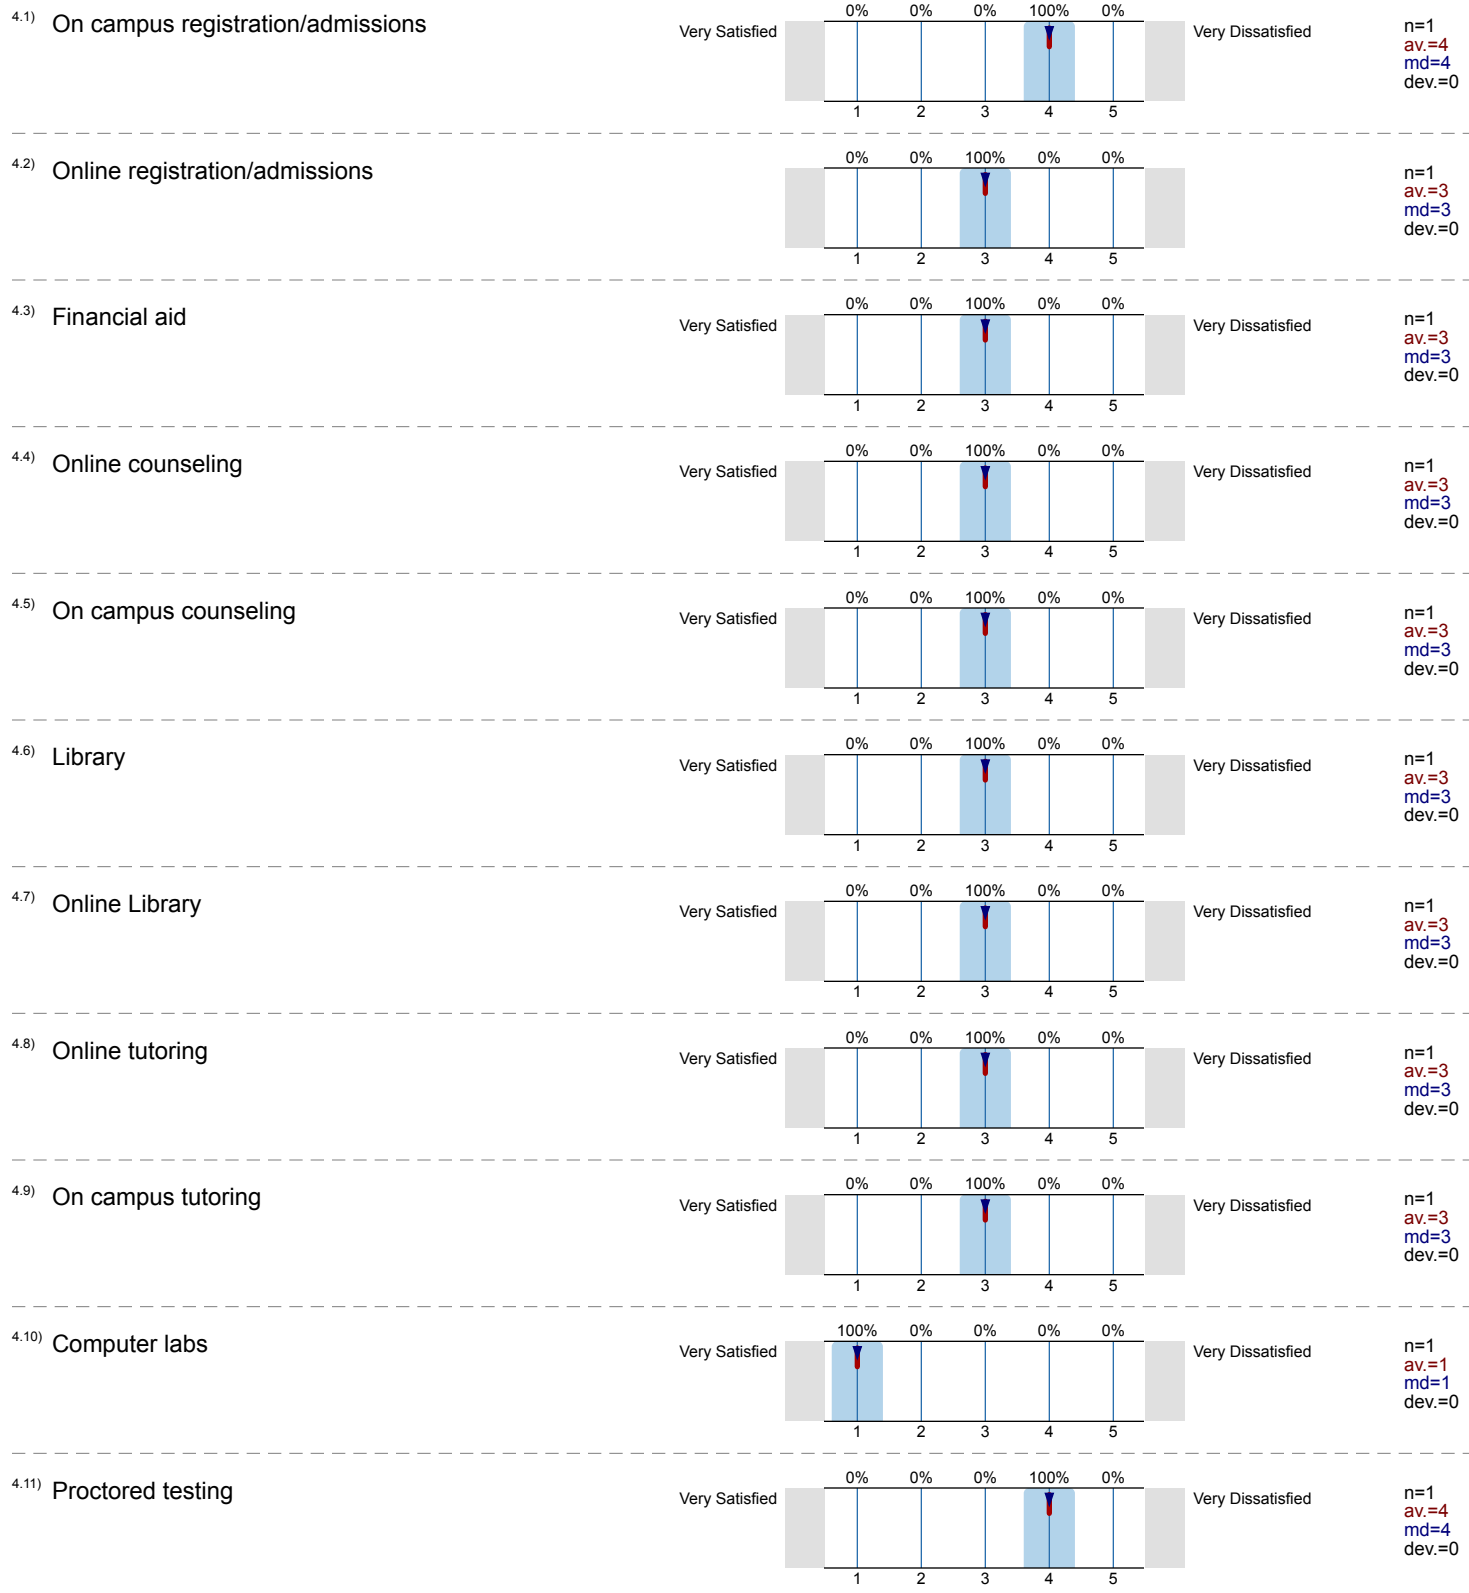 4.1) On campus registration/admissions
0% 0% 0% 100% 0%
Very Satisfied Very Dissatisfied
1 2 3 4 5
n=1
av.=4
md=4
dev.=0
4.2) Online registration/admissions
0% 0% 100% 0% 0%
1 2 3 4 5
n=1
av.=3
md=3
dev.=0
4.3) Financial aid
0% 0% 100% 0% 0%
Very Satisfied Very Dissatisfied
1 2 3 4 5
n=1
av.=3
md=3
dev.=0
4.4) Online counseling
0% 0% 100% 0% 0%
Very Satisfied Very Dissatisfied
1 2 3 4 5
n=1
av.=3
md=3
dev.=0
4.5) On campus counseling
0% 0% 100% 0% 0%
Very Satisfied Very Dissatisfied
1 2 3 4 5
n=1
av.=3
md=3
dev.=0
4.6) Library
0% 0% 100% 0% 0%
Very Satisfied Very Dissatisfied
1 2 3 4 5
n=1
av.=3
md=3
dev.=0
4.7) Online Library
0% 0% 100% 0% 0%
Very Satisfied Very Dissatisfied
1 2 3 4 5
n=1
av.=3
md=3
dev.=0
4.8) Online tutoring
0% 0% 100% 0% 0%
Very Satisfied Very Dissatisfied
1 2 3 4 5
n=1
av.=3
md=3
dev.=0
4.9) On campus tutoring
0% 0% 100% 0% 0%
Very Satisfied Very Dissatisfied
1 2 3 4 5
n=1
av.=3
md=3
dev.=0
4.10) Computer labs
100% 0% 0% 0% 0%
Very Satisfied Very Dissatisfied
1 2 3 4 5
n=1
av.=1
md=1
dev.=0
4.11) Proctored testing
0% 0% 0% 100% 0%
Very Satisfied Very Dissatisfied
1 2 3 4 5
n=1
av.=4
md=4
dev.=0